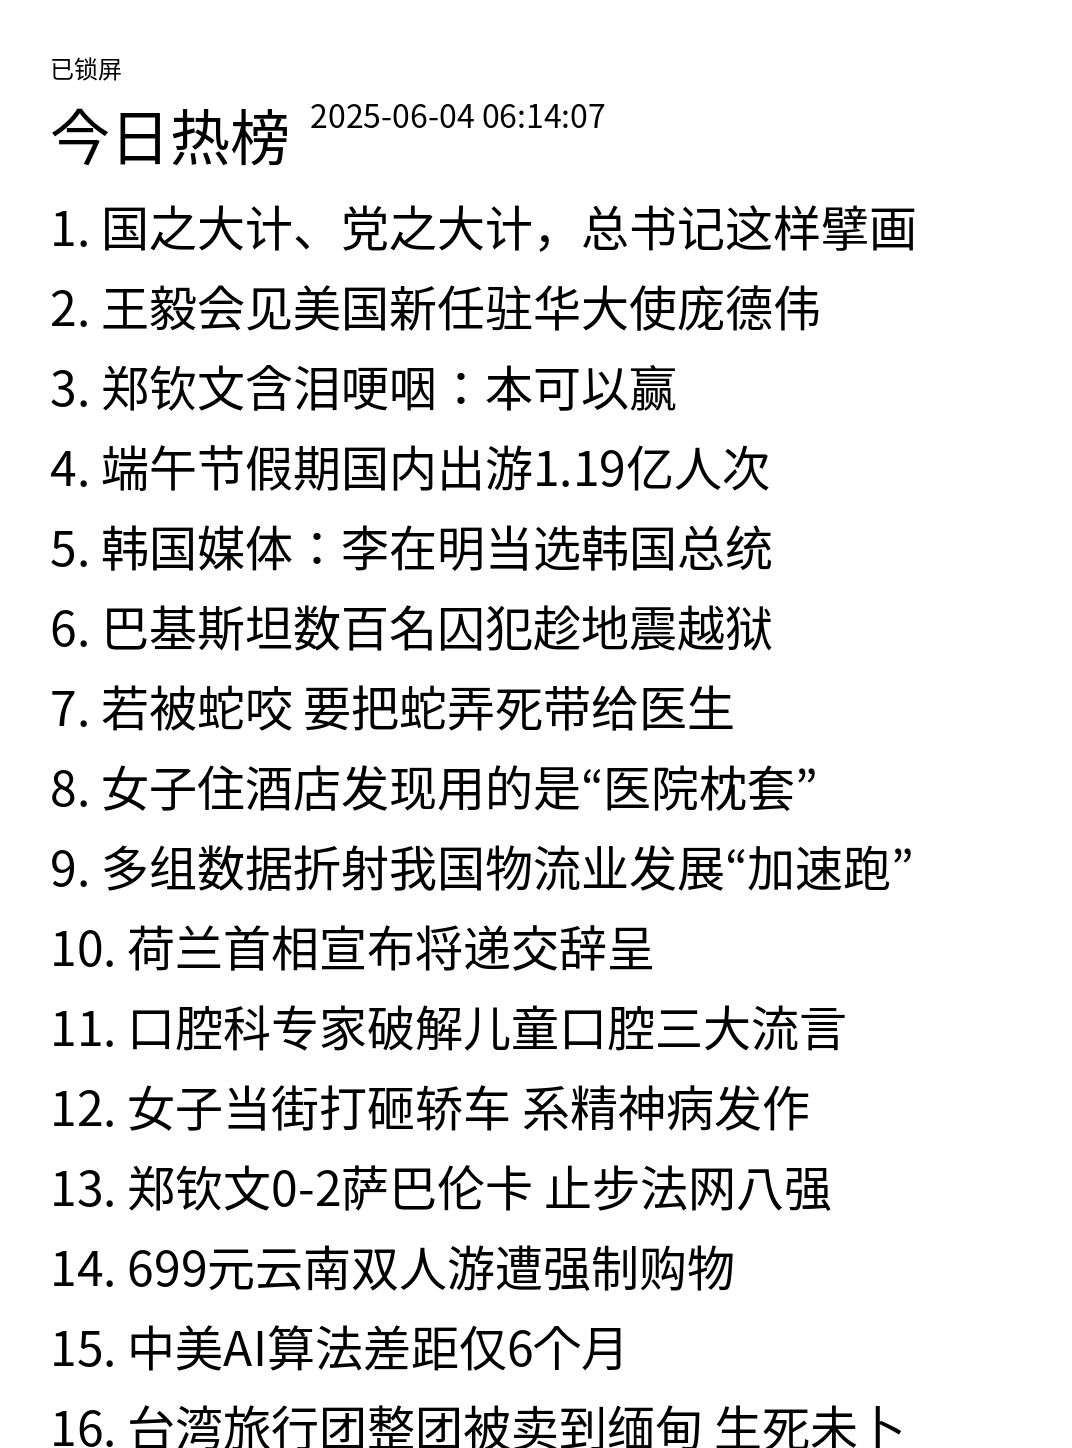 已锁屏
今日热榜 2025-06-04 06:14:07
1. 国之大计、党之大计，总书记这样擘画
2. 王毅会见美国新任驻华大使庞德伟
3. 郑钦文含泪哽咽：本可以赢
4. 端午节假期国内出游1.19亿人次
5. 韩国媒体：李在明当选韩国总统
6. 巴基斯坦数百名囚犯趁地震越狱
7. 若被蛇咬 要把蛇弄死带给医生
8. 女子住酒店发现用的是“医院枕套”
9. 多组数据折射我国物流业发展“加速跑”
10. 荷兰首相宣布将递交辞呈
11. 口腔科专家破解儿童口腔三大流言
12. 女子当街打砸轿车 系精神病发作
13. 郑钦文0-2萨巴伦卡 止步法网八强
14. 699元云南双人游遭强制购物
15. 中美AI算法差距仅6个月
16. 台湾旅行团整团被卖到缅甸 生死未卜